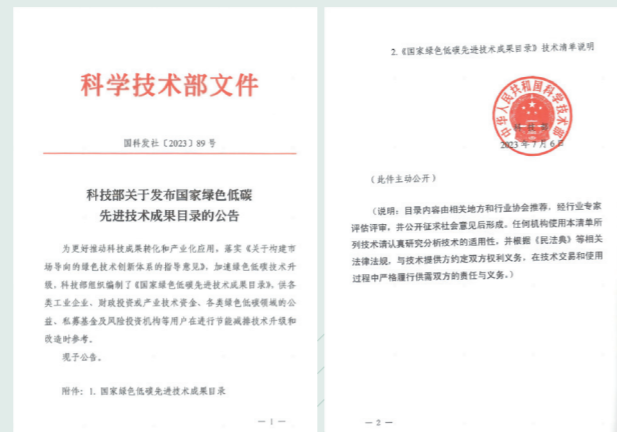 科学技术部文件
国科发社〔2023〕89 号
科技部关于发布国家绿色低碳
先进技术成果目录的公告
为更好推动科技成果转化和产业化应用，落实《关于构建市
场导向的绿色技术创新体系的指导意见》，加速绿色低碳技术升
级，科技部组织编制了《国家绿色低碳先进技术成果目录》，供各
类工业企业、财政投资或产业技术资金、各类绿色低碳领域的公
益、私募基金及风险投资机构等用户在进行节能减排技术升级和
改造时参考。
现予公告。
附件：1. 国家绿色低碳先进技术成果目录
— 1 —
2.《国家绿色低碳先进技术成果目录》技术清单说明
中华人民共和国科学技术部
2023 年 7 月 6 日
（此件主动公开）
（说明：目录内容由相关地方和行业协会推荐，经行业专家
评估评审，并公开征求社会意见后形成。任何机构使用本清单所
列技术请认真研究分析技术的适用性，并根据《民法典》等相关
法律法规，与技术提供方约定双方权利义务，在技术交易和使用
过程中严格履行供需双方的责任与义务。）
— 2 —